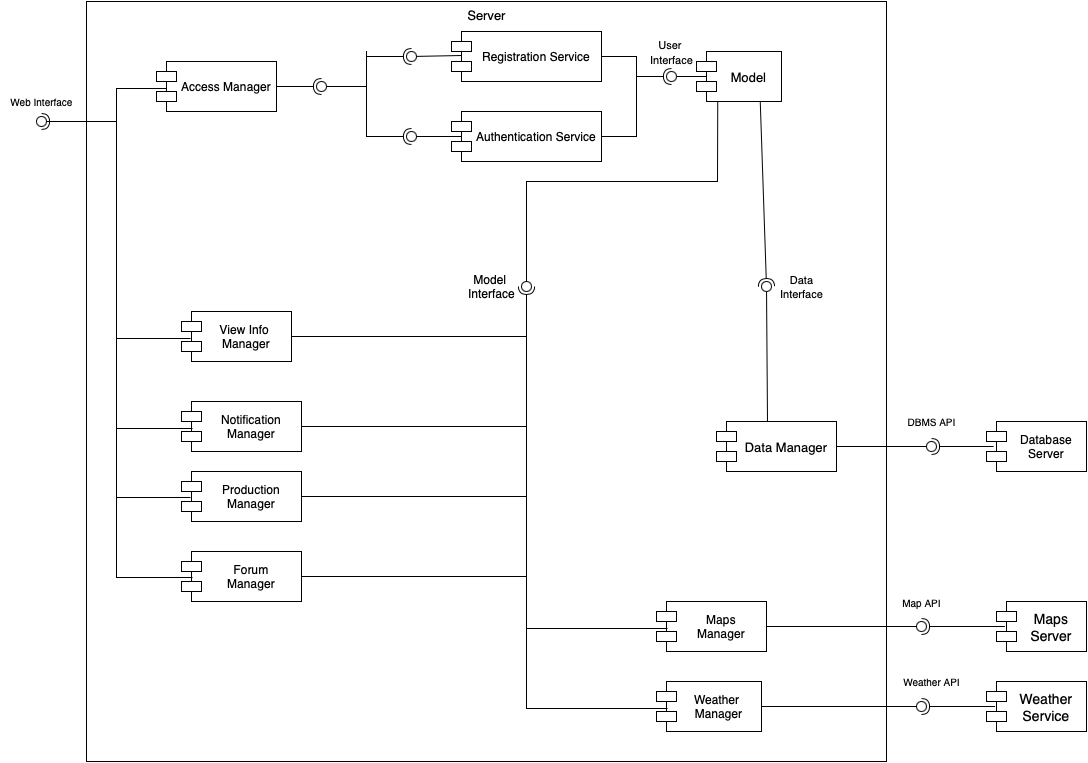 Server
User
Interface
Registration Service
Model
Access Manager
Web Interface
Authentication Service
Model
Interface
Data
Interface
View Info
Manager
Notification
Manager
DBMS API
Data Manager
Database
Server
Production
Manager
Forum
Manager
Map API
Maps
Manager
Maps
Server
Weather API
Weather
Manager
Weather
Service